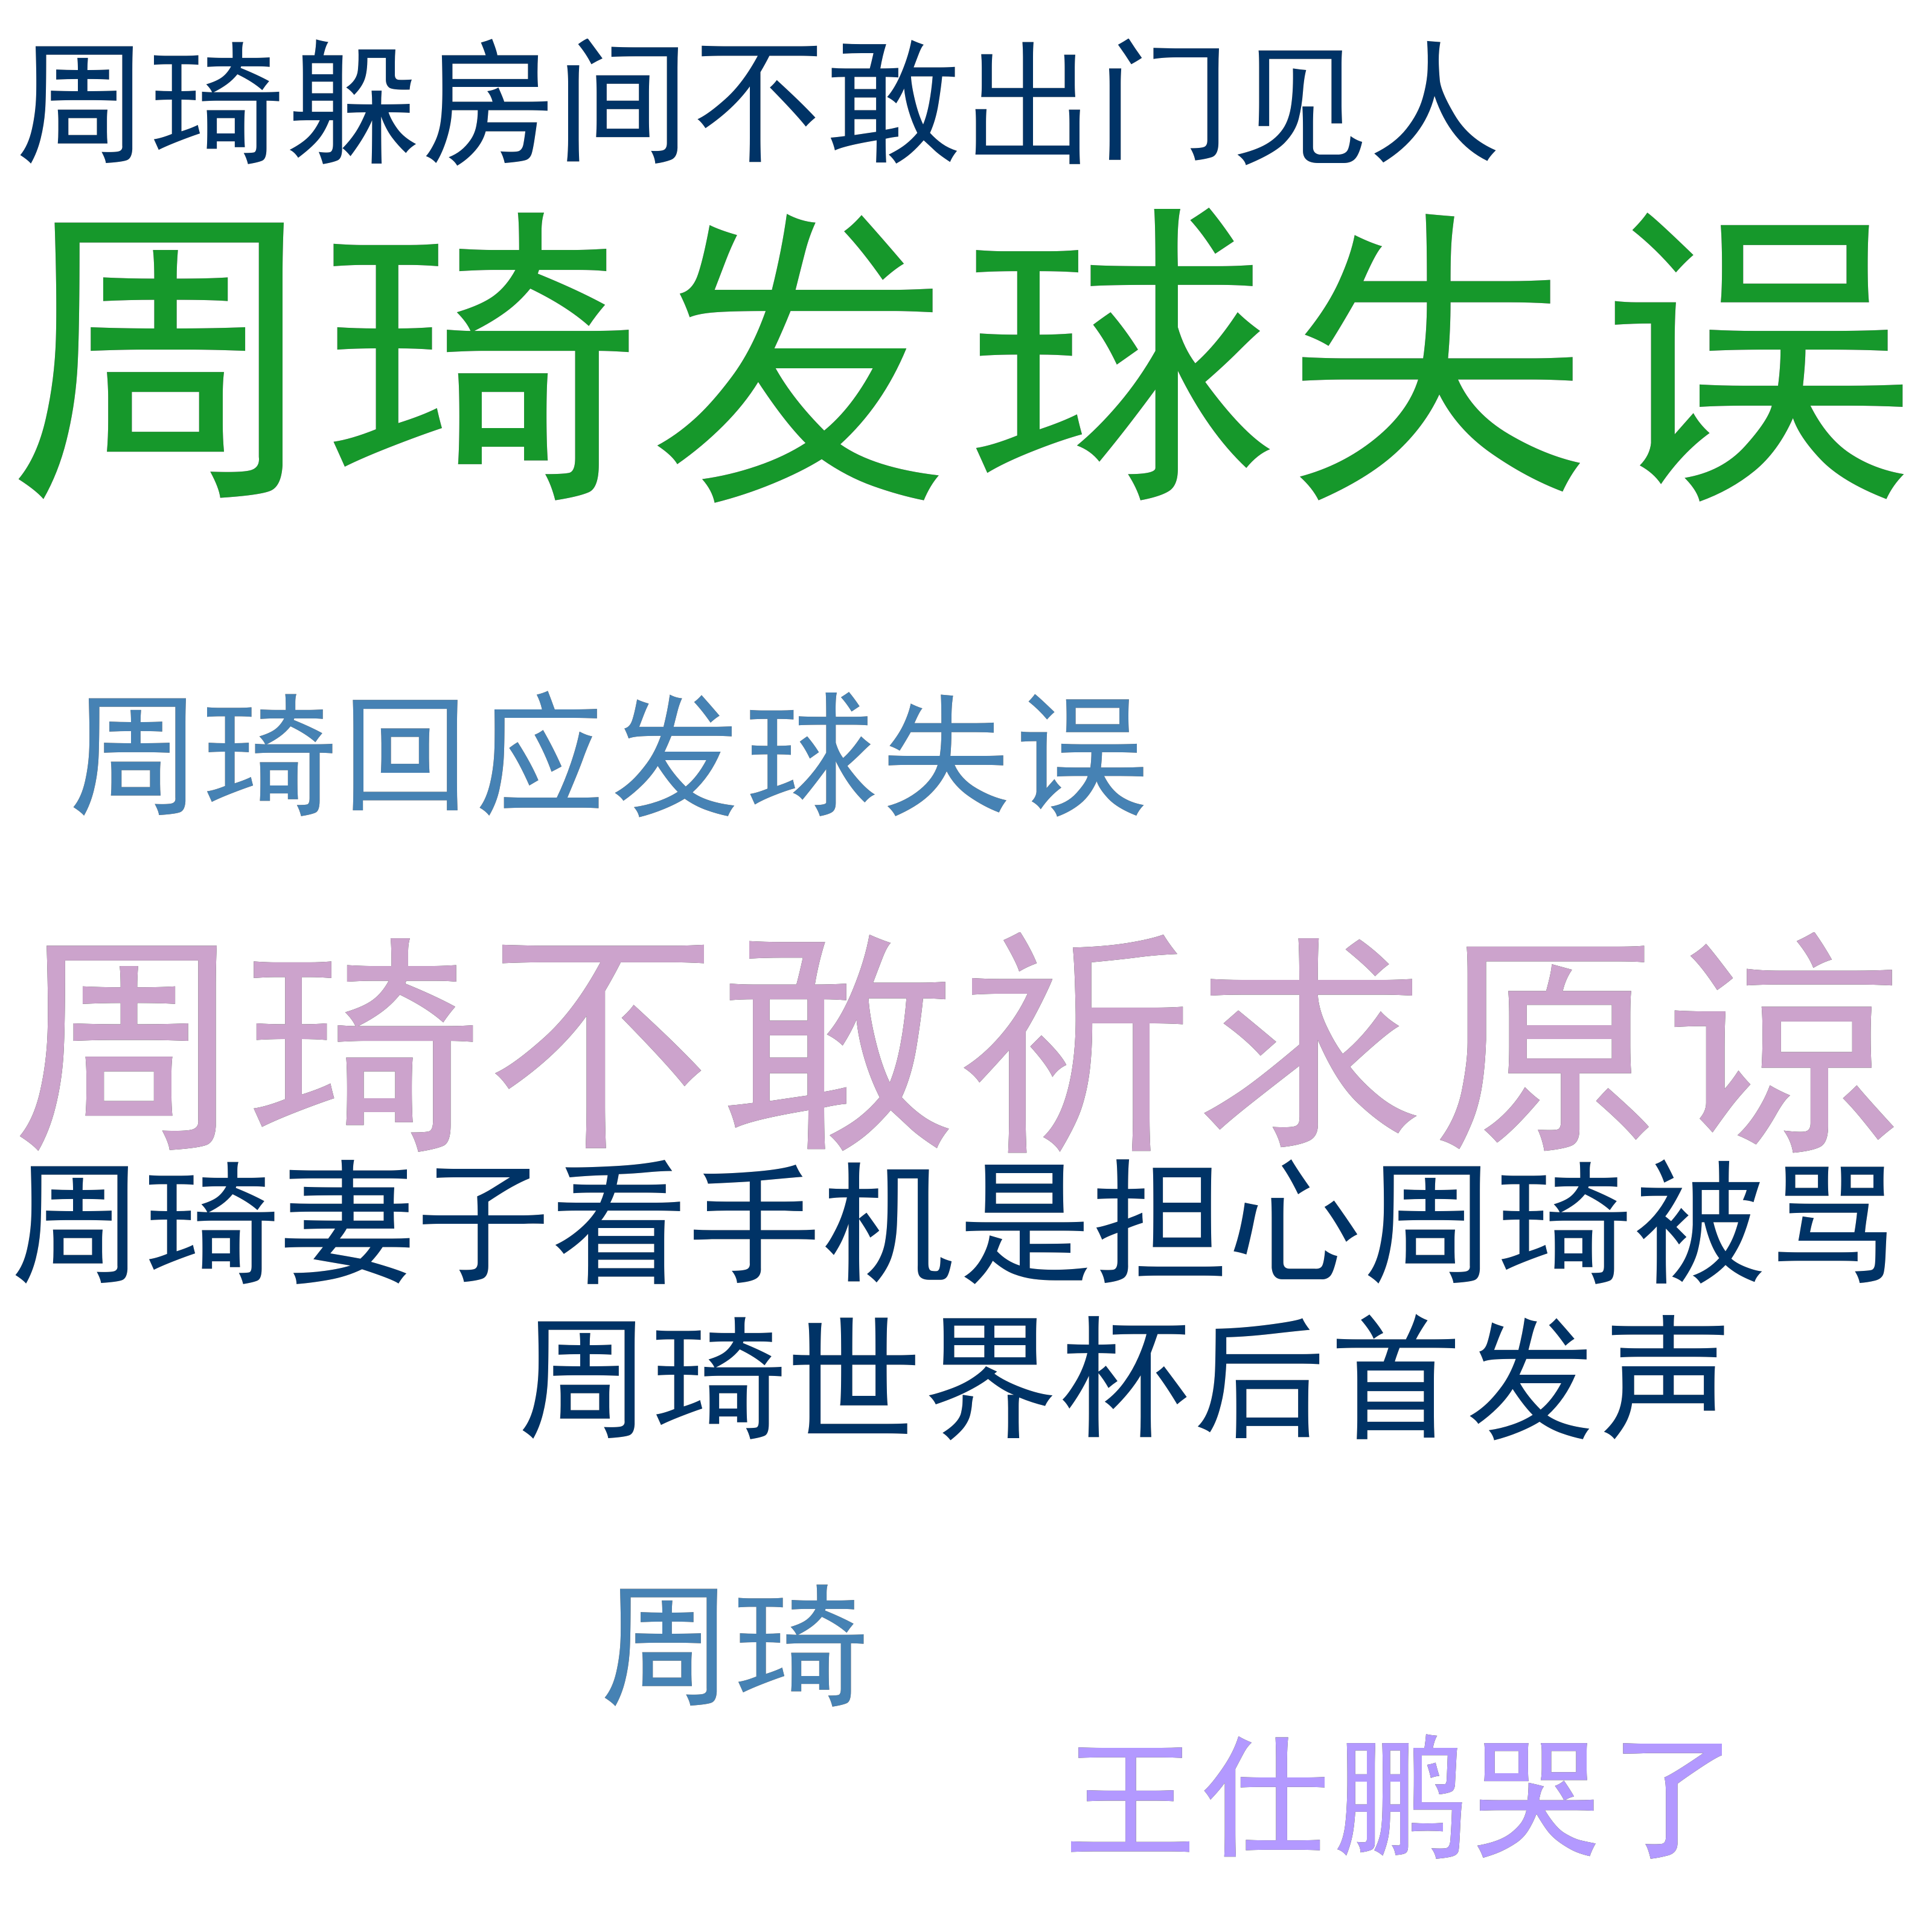 周琦躲房间不敢出门见人
周琦发球失误
周琦回应发球失误
周琦不敢祈求原谅
周琦妻子看手机是担心周琦被骂
周琦世界杯后首发声
周琦
王仕鹏哭了